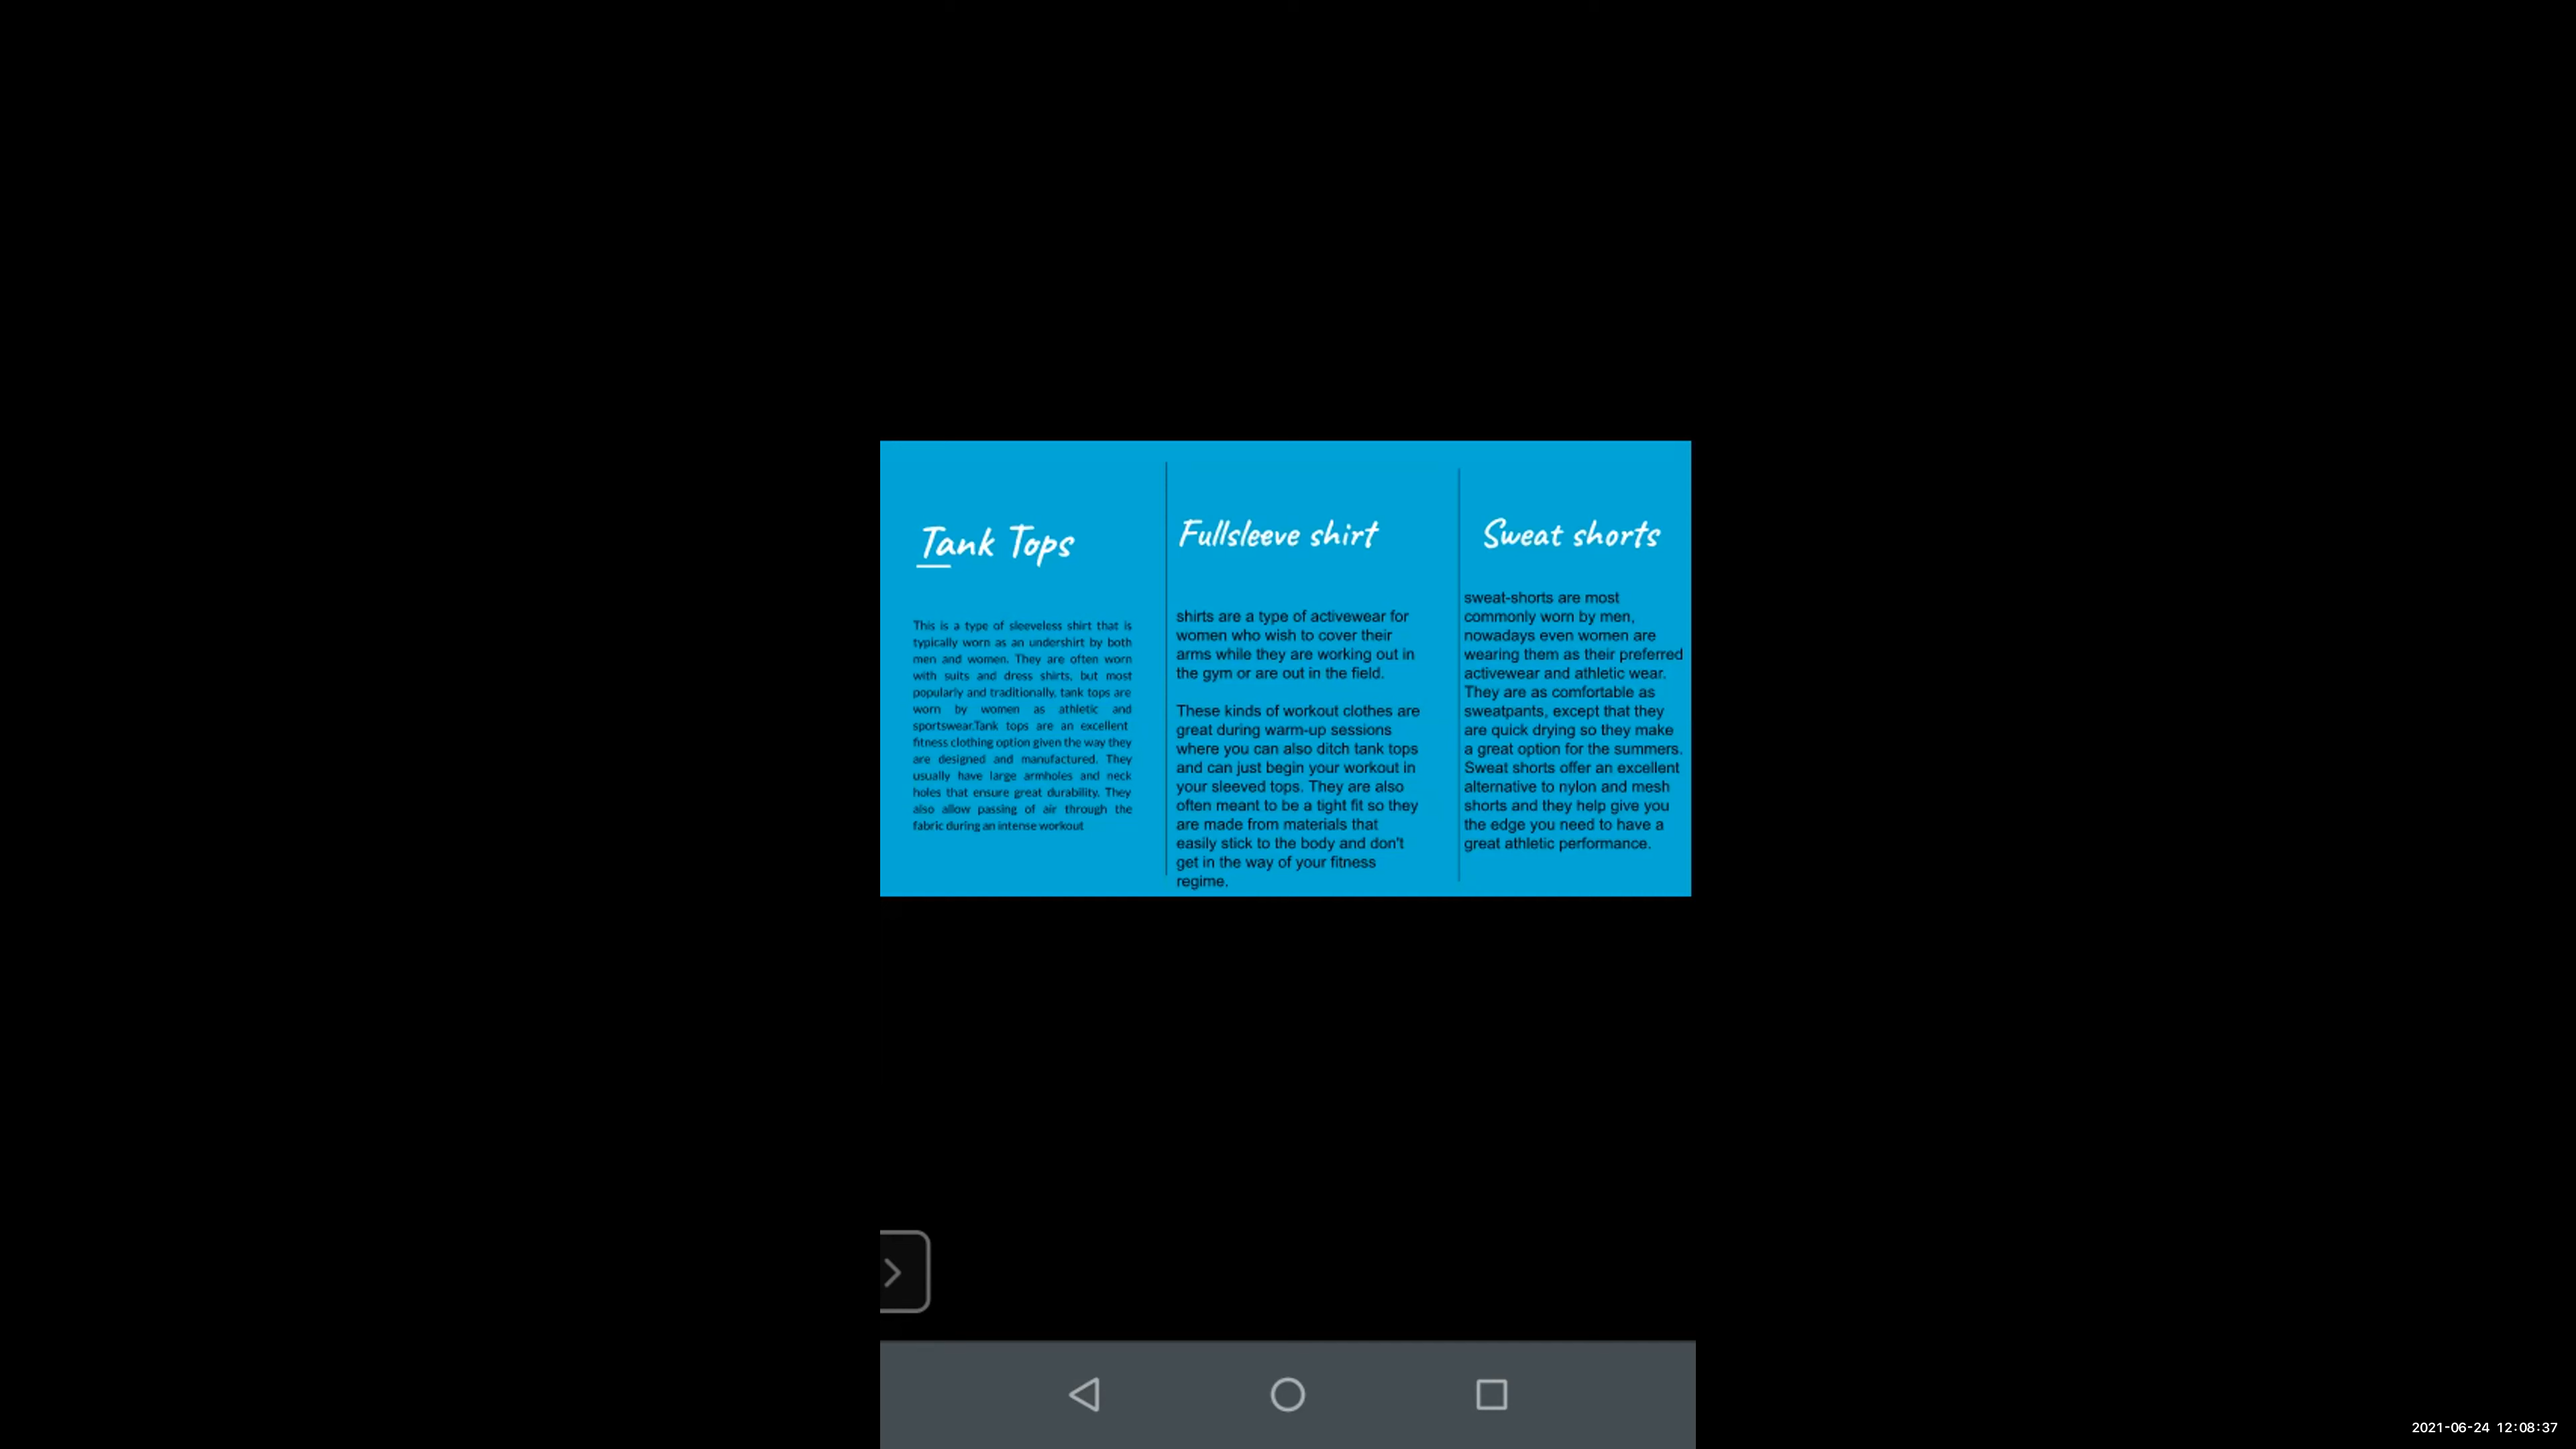 Tank Tops
This is a type of sleeveless shirt that is
typically worn as an undershirt by both
men and women. They are often worn
with suits and dress shirts, but most
popularly and traditionally, tank tops are
worn by women as athletic and
sportswear.Tank tops are an excellent
fitness clothing option given the way they
are designed and manufactured. They
usually have large armholes and neck
holes that ensure great durability. They
also allow passing of air through the
fabric during an intense workout
Fullsleeve shirt
shirts are a type of activewear for
women who wish to cover their
arms while they are working out in
the gym or are out in the field.
These kinds of workout clothes are
great during warm-up sessions
where you can also ditch tank tops
and can just begin your workout in
your sleeved tops. They are also
often meant to be a tight fit so they
are made from materials that
easily stick to the body and don't
get in the way of your fitness
regime.
Sweat shorts
sweat-shorts are most
commonly worn by men,
nowadays even women are
wearing them as their preferred
activewear and athletic wear.
They are as comfortable as
sweatpants, except that they
are quick drying so they make
a great option for the summers.
Sweat shorts offer an excellent
alternative to nylon and mesh
shorts and they help give you
the edge you need to have a
great athletic performance.
2021-06-24 12:08:37